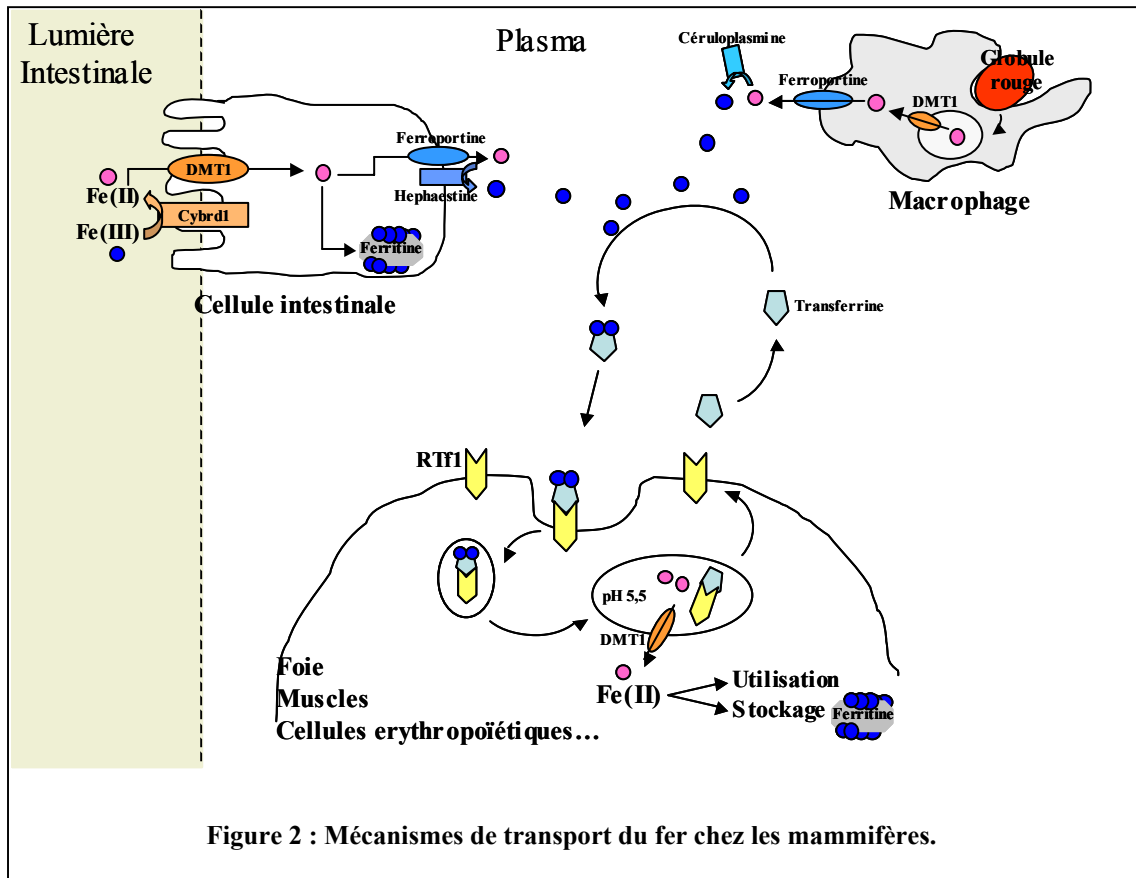 Lumière
Intestinale
Plasma
Céruloplasmine
Ferroportine
Globule
rouge
DMT1
Macrophage
Ferroportine
DMT1
Fe(II)
Hephaestine
Cybrd1
Fe(III)
Ferritine
Cellule intestinale
Transferrine
RTf1
pH 5,5
DMT1
Foie
Muscles
Cellules erythropoïétiques...
Fe(II)
Utilisation
Stockage
Ferritine
Figure 2 : Mécanismes de transport du fer chez les mammifères.